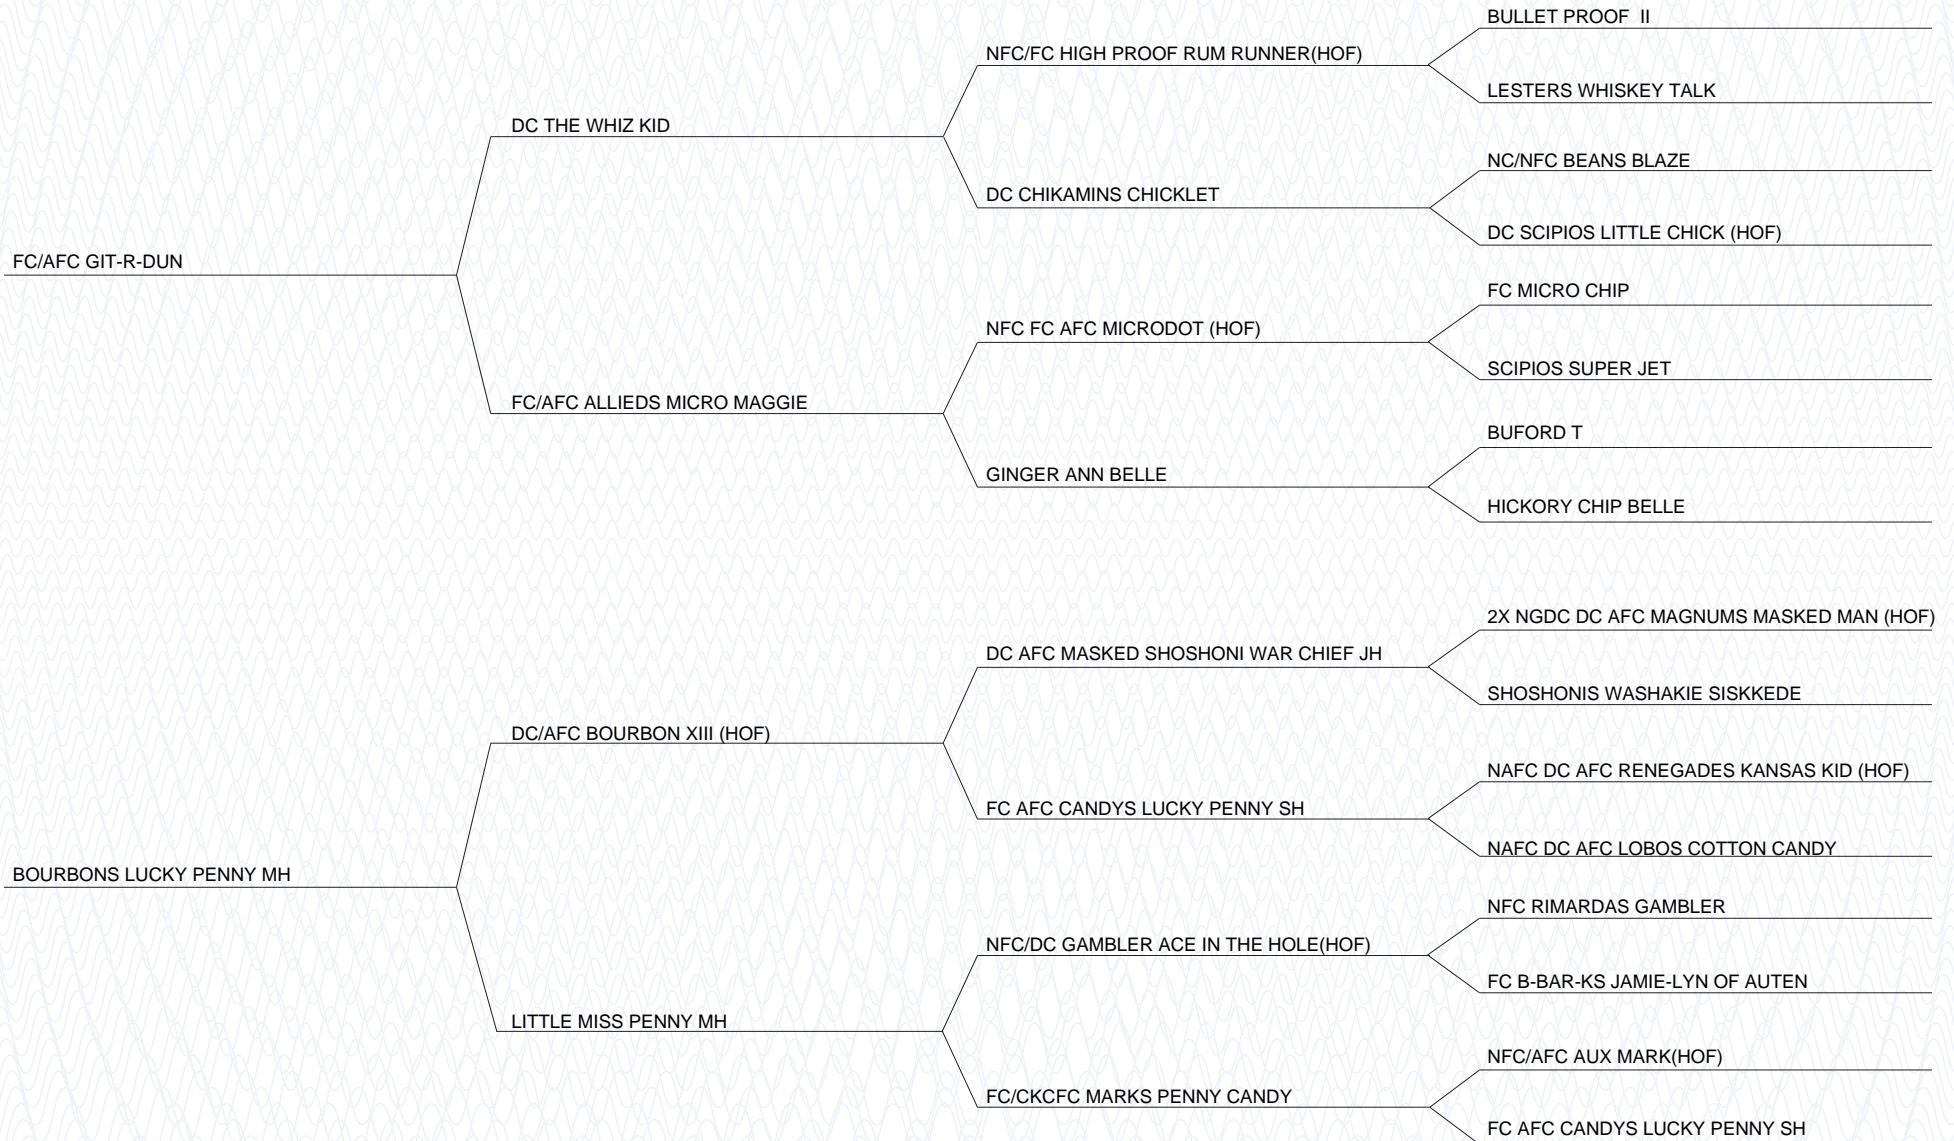 BULLET PROOF  II
NFC/FC HIGH PROOF RUM RUNNER(HOF)
LESTERS WHISKEY TALK
DC THE WHIZ KID
NC/NFC BEANS BLAZE
DC CHIKAMINS CHICKLET
DC SCIPIOS LITTLE CHICK (HOF)
FC/AFC GIT-R-DUN
FC MICRO CHIP
NFC FC AFC MICRODOT (HOF)
SCIPIOS SUPER JET
FC/AFC ALLIEDS MICRO MAGGIE
BUFORD T
GINGER ANN BELLE
HICKORY CHIP BELLE
2X NGDC DC AFC MAGNUMS MASKED MAN (HOF)
DC AFC MASKED SHOSHONI WAR CHIEF JH
SHOSHONIS WASHAKIE SISKKEDE
DC/AFC BOURBON XIII (HOF)
NAFC DC AFC RENEGADES KANSAS KID (HOF)
FC AFC CANDYS LUCKY PENNY SH
NAFC DC AFC LOBOS COTTON CANDY
BOURBONS LUCKY PENNY MH
NFC RIMARDAS GAMBLER
NFC/DC GAMBLER ACE IN THE HOLE(HOF)
FC B-BAR-KS JAMIE-LYN OF AUTEN
LITTLE MISS PENNY MH
NFC/AFC AUX MARK(HOF)
FC/CKCFC MARKS PENNY CANDY
FC AFC CANDYS LUCKY PENNY SH